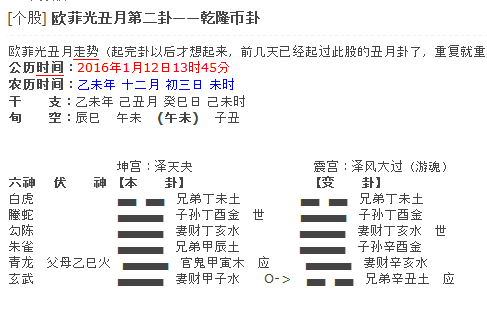 [个股] 欧菲光丑月第二卦——乾隆币卦
欧菲光丑月走势（起完卦以后才想起来，前几天已经起过此股的丑月卦了，重复就重
公历时间：2016年1月12日13时45分
农历时间：乙未年 十二月 初三日 未时
干　　支：乙未年 己丑月 癸巳日 己未时
旬　　空：辰巳　午未　(午未)　子丑
坤宫：泽天夬　　　　　　震宫：泽风大过（游魂）
六神　伏　　神【本　　卦】　　　　　　【变　　卦】
白虎　　　　　　兄弟丁未土　　　　　　兄弟丁未土
螣蛇　　　　　　子孙丁酉金　世　　　　子孙丁酉金
勾陈　　　　　　妻财丁亥水　　　　　　妻财丁亥水　世
朱雀　　　　　　兄弟甲辰土　　　　　　子孙辛酉金
青龙　父母乙巳火　官鬼甲寅木　应　　　妻财辛亥水
玄武　　　　　　妻财甲子水　　O->　　兄弟辛丑土　应